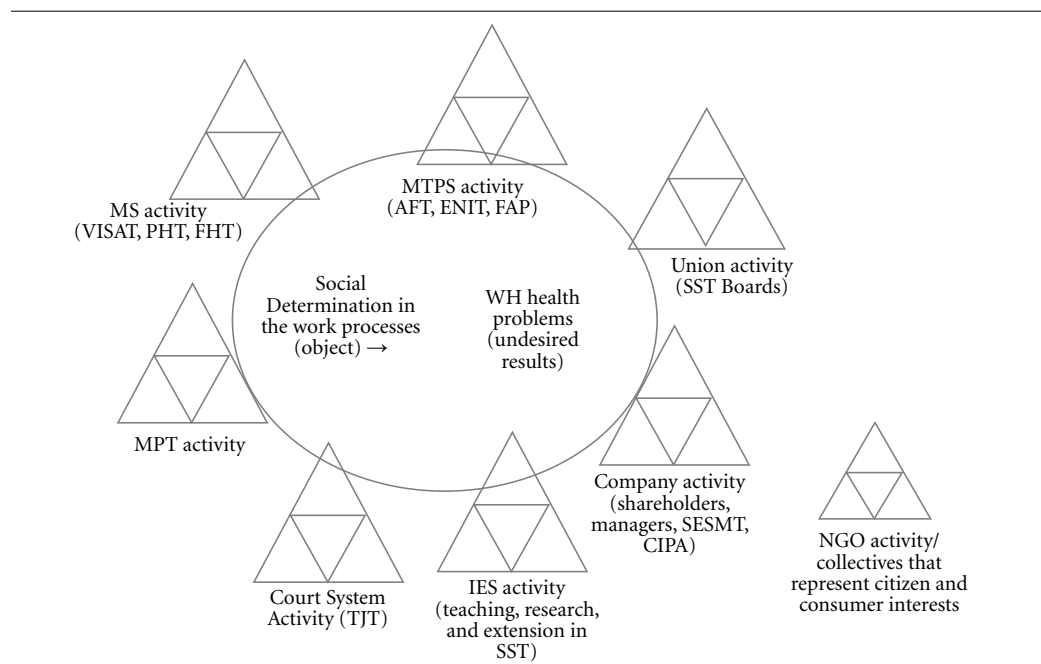 MTPS activity
(AFT, ENIT, FAP)
MS activity
(VISAT, PHT, FHT)
Union activity
(SST Boards)
Social
Determination in
the work processes
(object) →
WH health
problems
(undesired
results)
MPT activity
Company activity
(shareholders,
managers, SESMT,
CIPA)
NGO activity/
collectives that
represent citizen and
consumer interests
Court System
Activity (TJT)
IES activity
(teaching, research,
and extension in
SST)